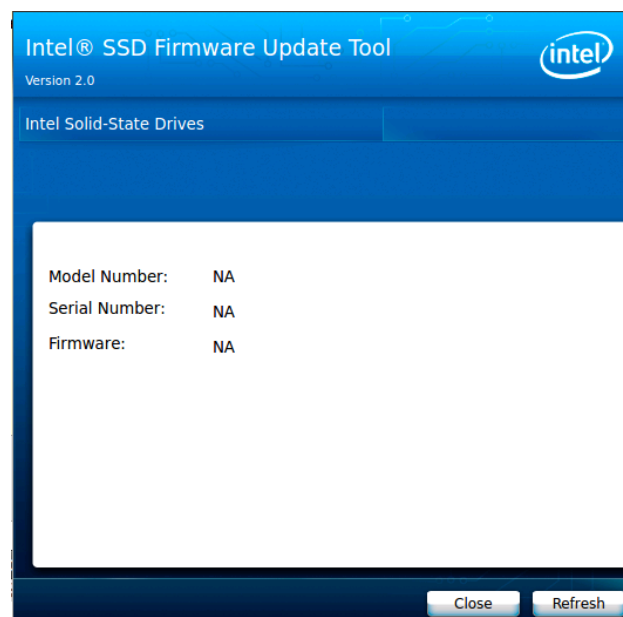 Intel® SSD Firmware Update Tool
Version 2.0
(intel)
Intel Solid-State Drives
Model Number: NA
Serial Number: NA
Firmware: NA
Close Refresh